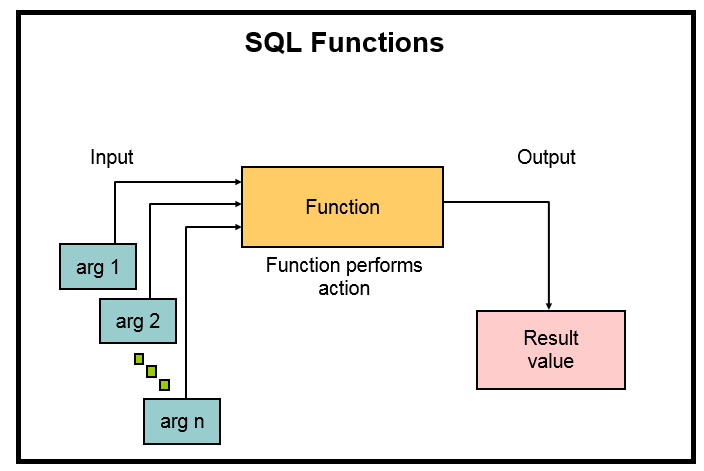 SQL Functions
Input
Output
Function
Function performs
action
arg 1
arg 2
arg n
Result
value